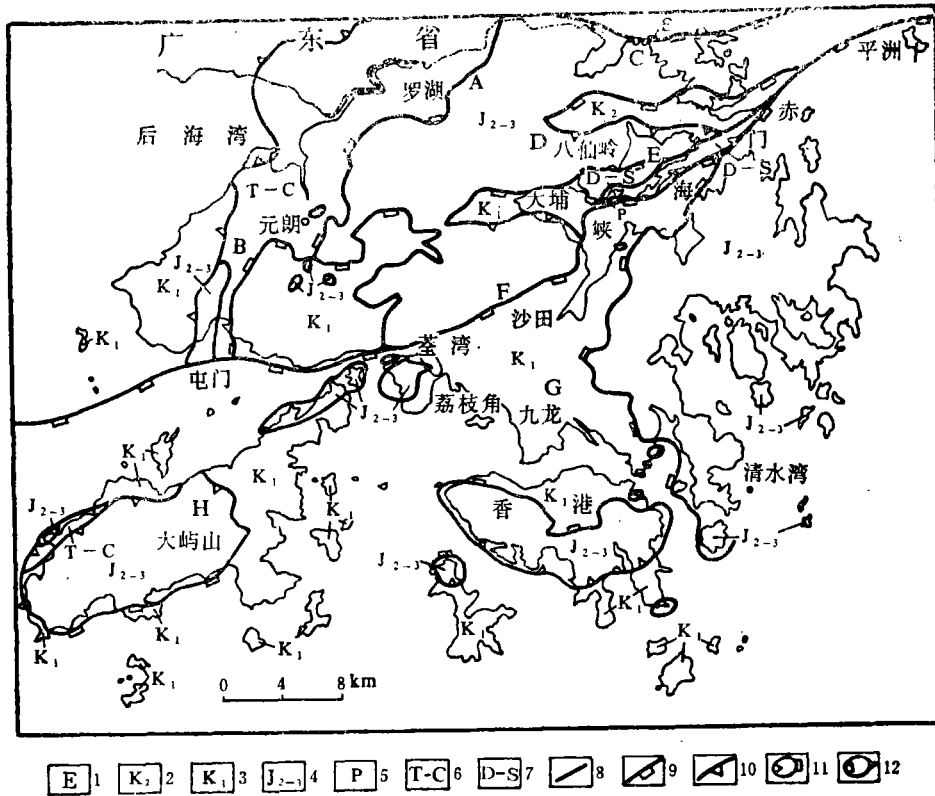 广东省
平洲
C
罗湖
A
K₂
赤
J₂₋₃
后海湾
D
八仙岭
E
门
D-S
D-S
T-C
海
K₁
大埔
P
元朗
峡
B
J₂₋₃
J₂₋₃
K₁
J₂₋₃
F
K₁
沙田
K₁
荃湾
K₁
屯门
G
J₂₋₃
荔枝角
九龙
J₂₋₃
K₁
清水湾
K₁
K₁
香港
J₂₋₃
H
K₁
大屿山
J₂₋₃
T-C
J₂₋₃
J₂₋₃
J₂₋₃
K₁
K₁
K₁
K₁
K₁
K₁
K₁
0 4 8 km
E 1 K₂ 2 K₁ 3 J₂₋₃ 4 P 5 T-C 6 D-S 7 8 9 10 11 12